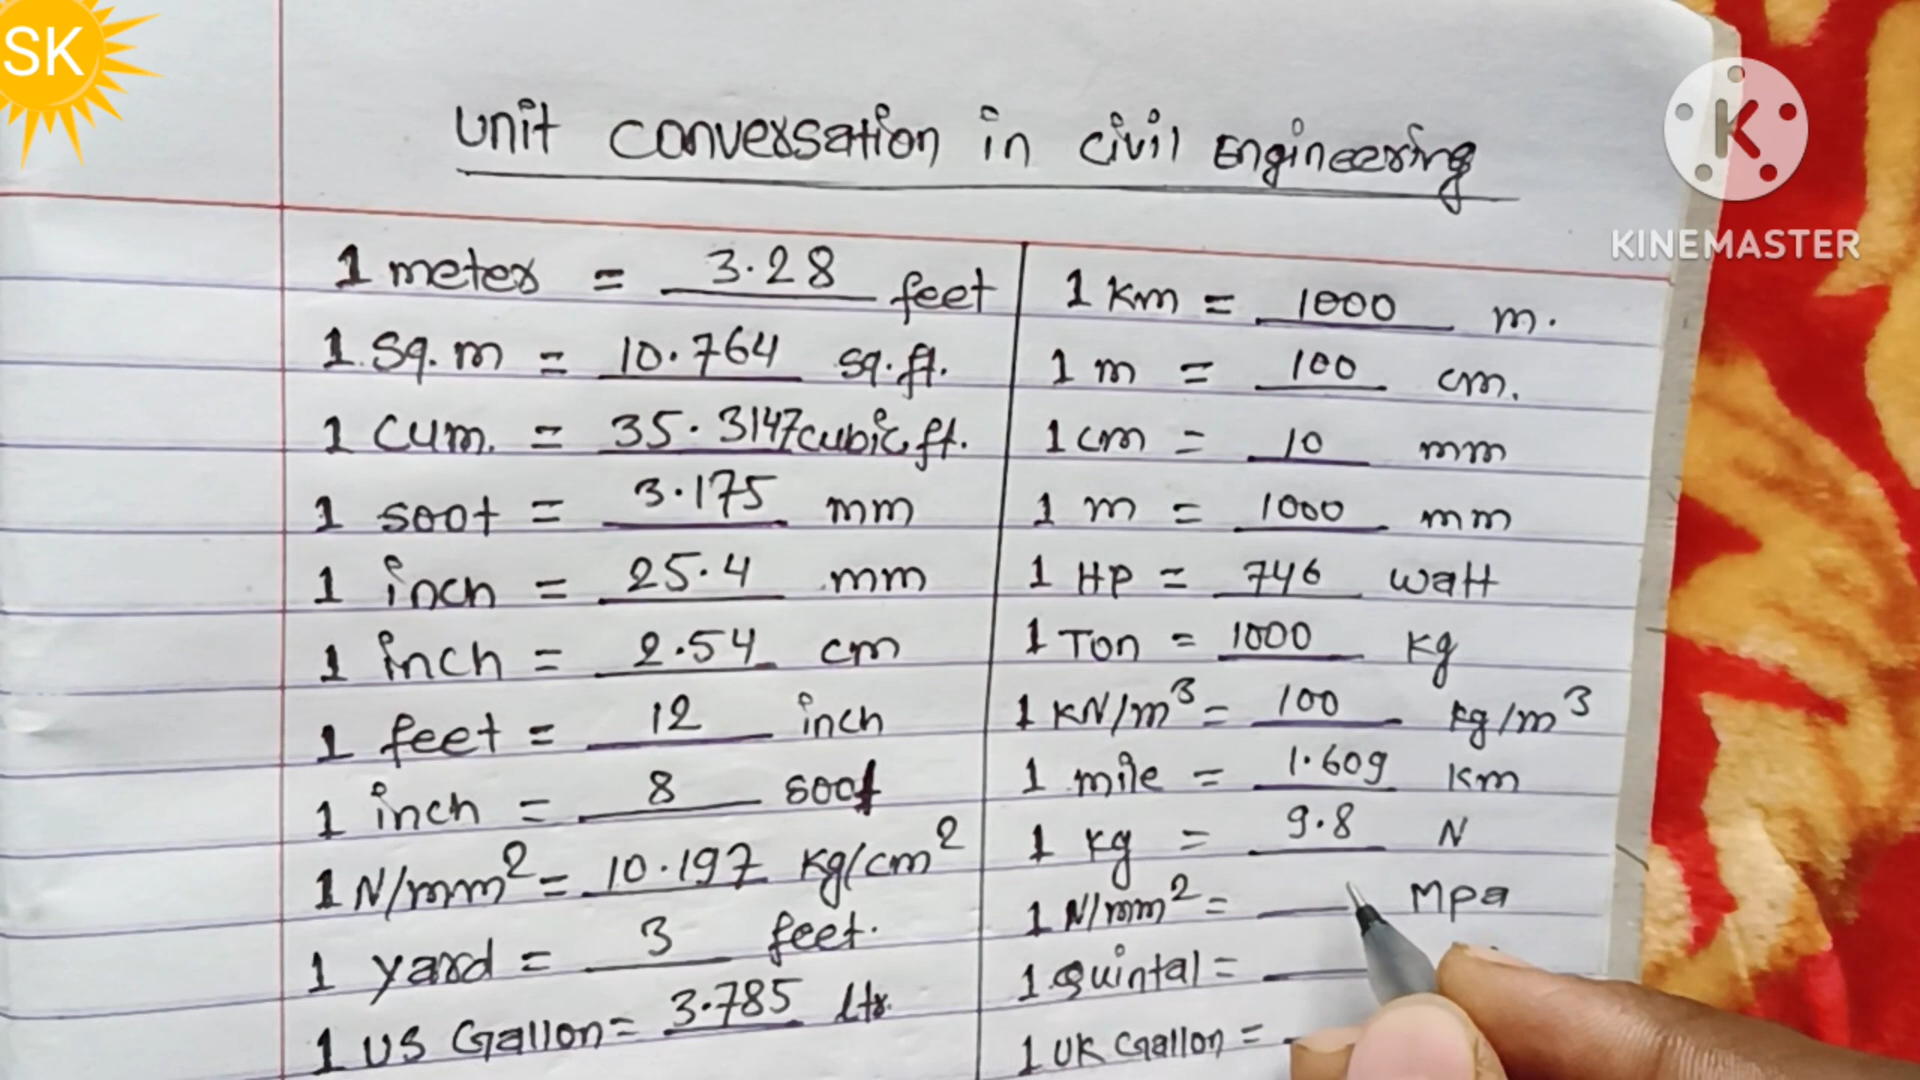 SK
KINEMASTER
Unit Conversation in Civil Engineering
1 meter = 3.28 feet
1 Sq.m = 10.764 Sq.ft.
1 Cum. = 35.3147 cubic ft.
1 soot = 3.175 mm
1 inch = 25.4 mm
1 inch = 2.54 cm
1 feet = 12 inch
1 inch = 8 soot
1 N/mm² = 10.197 Kg/cm²
1 yard = 3 feet.
1 US Gallon = 3.785 ltr.
1 Km = 1000 m.
1 m = 100 cm.
1 cm = 10 mm
1 m = 1000 mm
1 HP = 746 watt
1 Ton = 1000 Kg
1 KN/m³ = 100 kg/m³
1 mile = 1.609 Km
1 kg = 9.8 N
1 N/mm² = ___ Mpa
1 Quintal = ___
1 UK Gallon =